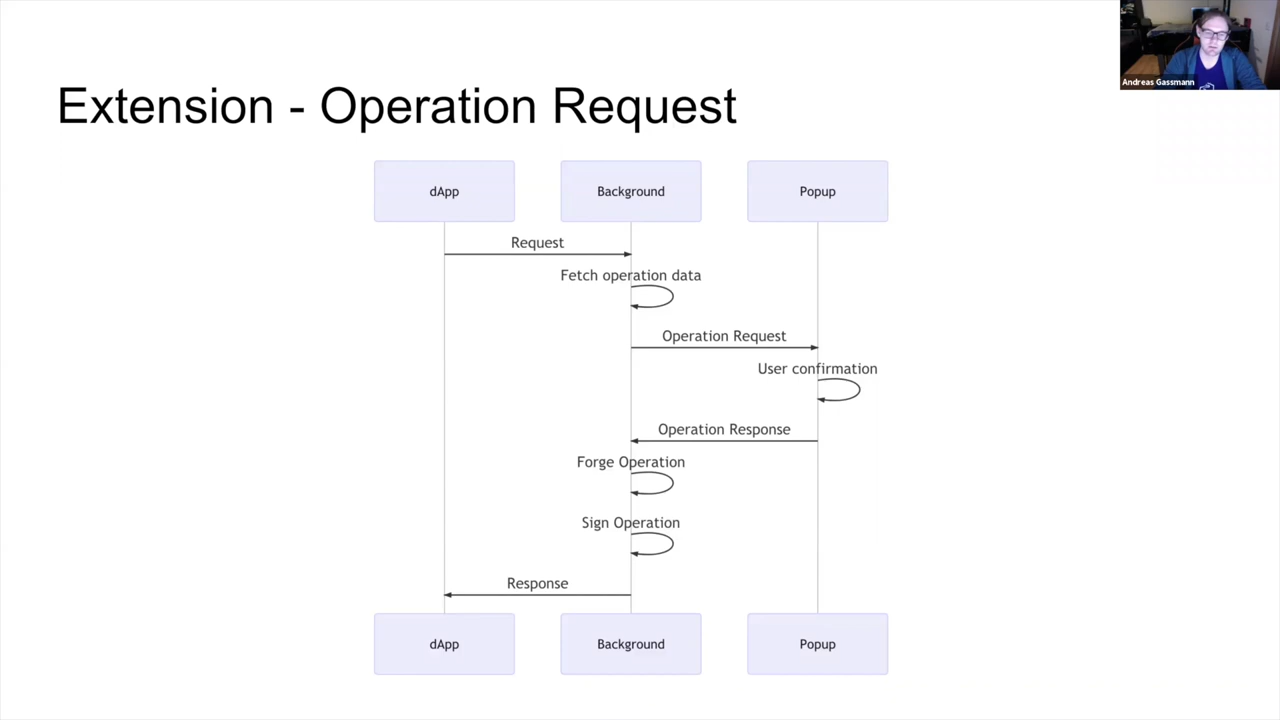 Andreas Gassmann
Extension - Operation Request
dApp
Background
Popup
Request
Fetch operation data
Operation Request
User confirmation
Operation Response
Forge Operation
Sign Operation
Response
dApp
Background
Popup